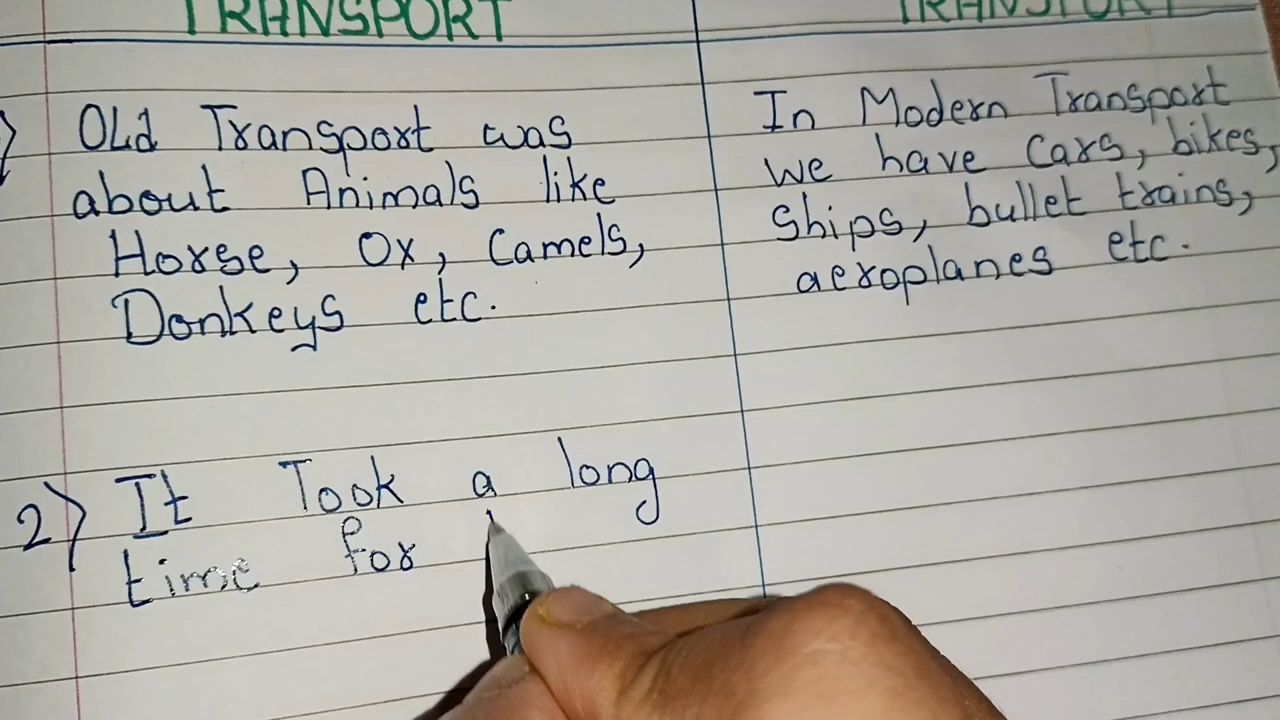 TRANSPORT
TRANSPORT
Old Transport was
about Animals like
Horse, Ox, Camels,
Donkeys etc.
In Modern Transport
we have Cars, bikes,
Ships, bullet trains,
aeroplanes etc.
2) It Took a long
time for